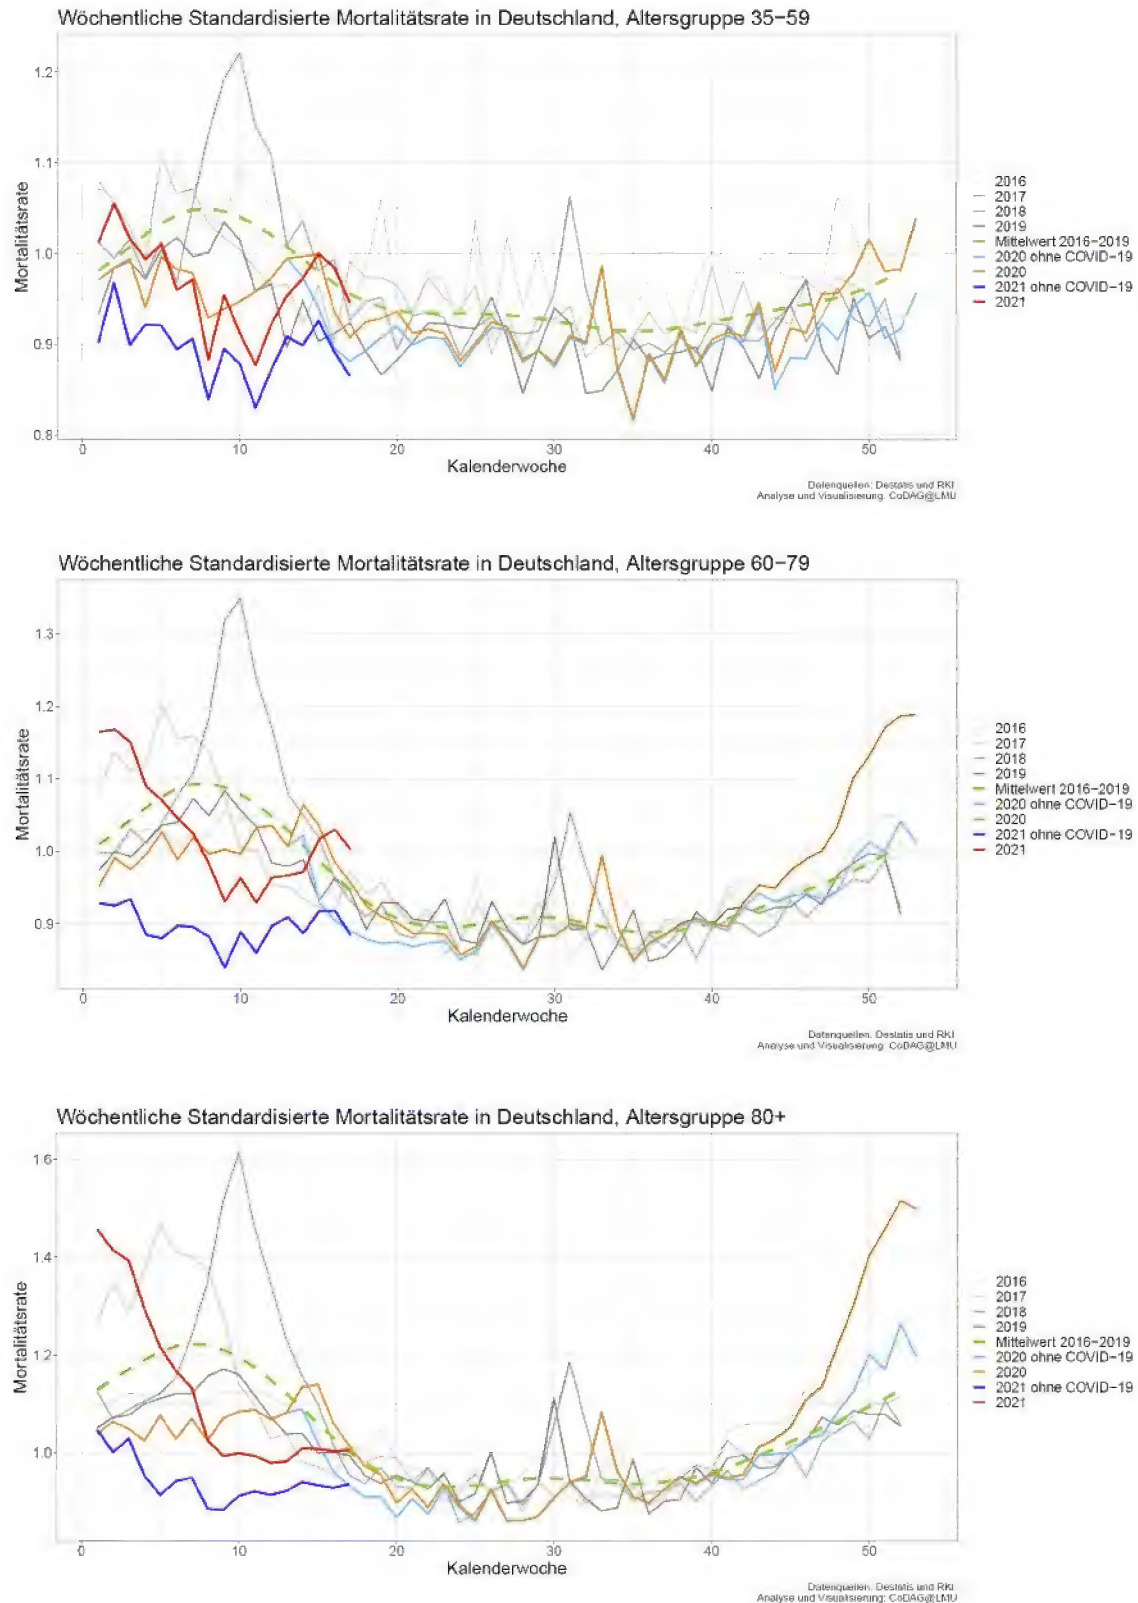 Wöchentliche Standardisierte Mortalitätsrate in Deutschland, Altersgruppe 35−59
Mortalitätsrate
1.2
1.1
1.0
0.9
0.8
0
10
20
30
40
50
Kalenderwoche
2016
2017
2018
2019
Mittelwert 2016−2019
2020 ohne COVID−19
2020
2021 ohne COVID−19
2021
Datenquellen: Destatis und RKI
Analyse und Visualisierung: CoDAG@LMU
Wöchentliche Standardisierte Mortalitätsrate in Deutschland, Altersgruppe 60−79
Mortalitätsrate
1.3
1.2
1.1
1.0
0.9
0
10
20
30
40
50
Kalenderwoche
2016
2017
2018
2019
Mittelwert 2016−2019
2020 ohne COVID−19
2020
2021 ohne COVID−19
2021
Datenquellen: Destatis und RKI
Analyse und Visualisierung: CoDAG@LMU
Wöchentliche Standardisierte Mortalitätsrate in Deutschland, Altersgruppe 80+
Mortalitätsrate
1.6
1.4
1.2
1.0
0
10
20
30
40
50
Kalenderwoche
2016
2017
2018
2019
Mittelwert 2016−2019
2020 ohne COVID−19
2020
2021 ohne COVID−19
2021
Datenquellen: Destatis und RKI
Analyse und Visualisierung: CoDAG@LMU